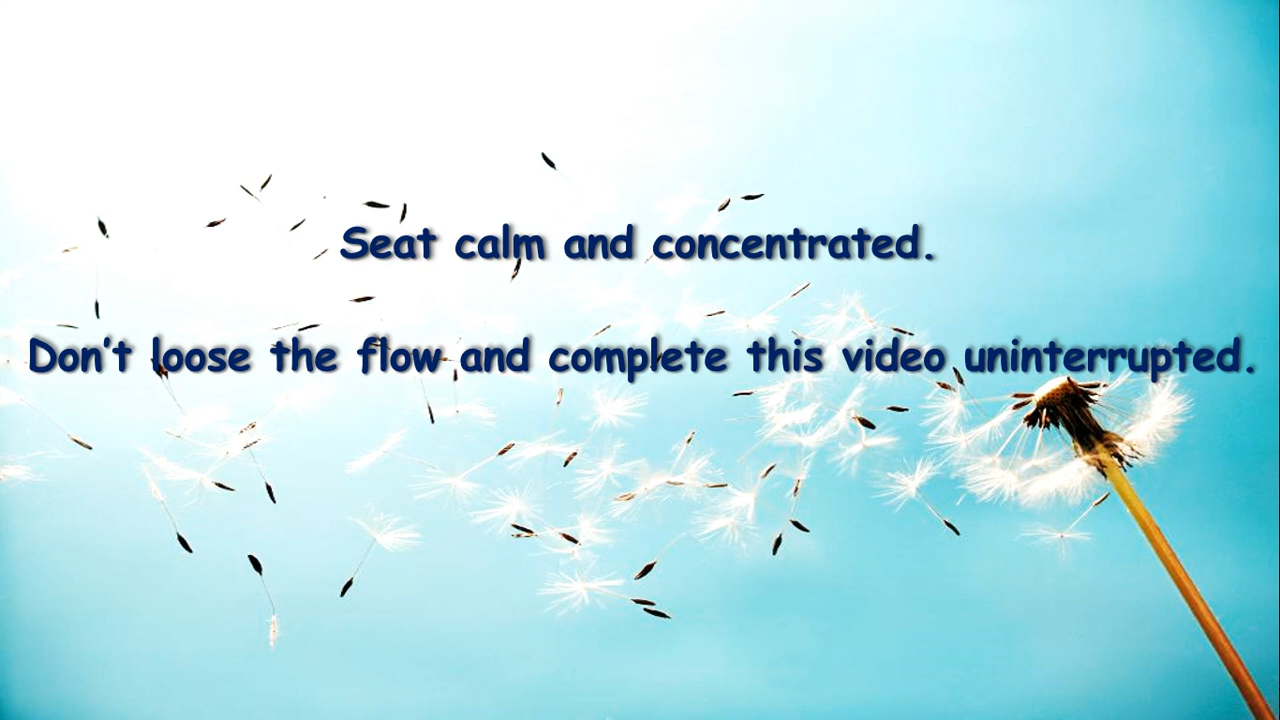 Seat calm and concentrated.
Don't loose the flow and complete this video uninterrupted.